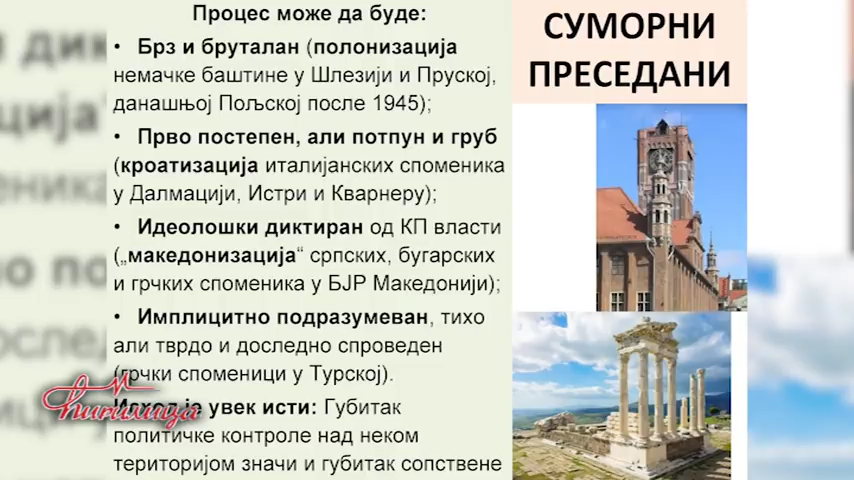 Процес може да буде:
• Брз и бруталан (полонизација
немачке баштине у Шлезији и Пруској,
данашњој Пољској после 1945);
• Прво постепен, али потпун и груб
(кроатизација италијанских споменика
у Далмацији, Истри и Кварнеру);
• Идеолошки диктиран од КП власти
(„македонизација“ српских, бугарских
и грчких споменика у БЈР Македонији);
• Имплицитно подразумеван, тихо
али тврдо и доследно спроведен
(грчки споменици у Турској).
Исход је увек исти: Губитак
политичке контроле над неком
територијом значи и губитак сопствене
СУМОРНИ
ПРЕСЕДАНИ
Ћирилица